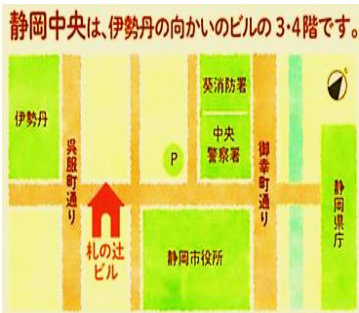 静岡中央は、伊勢丹の向かいのビルの3・4階です。
伊勢丹
呉服町通り
葵消防署
中央
警察署
P
御幸町通り
静岡県庁
札の辻
ビル
静岡市役所